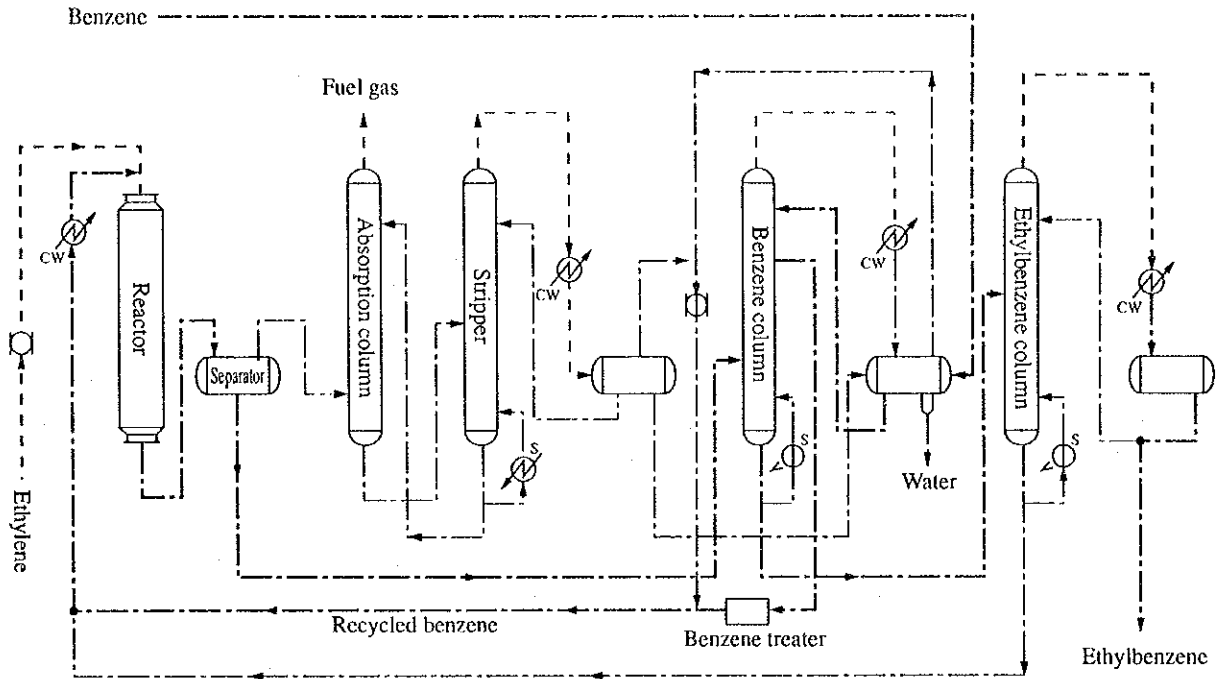 Benzene
Fuel gas
CW
Reactor
Separator
Ethylene
Absorption column
Stripper
S
CW
Benzene column
S
CW
Water
Ethylbenzene column
S
CW
Recycled benzene
Benzene treater
Ethylbenzene